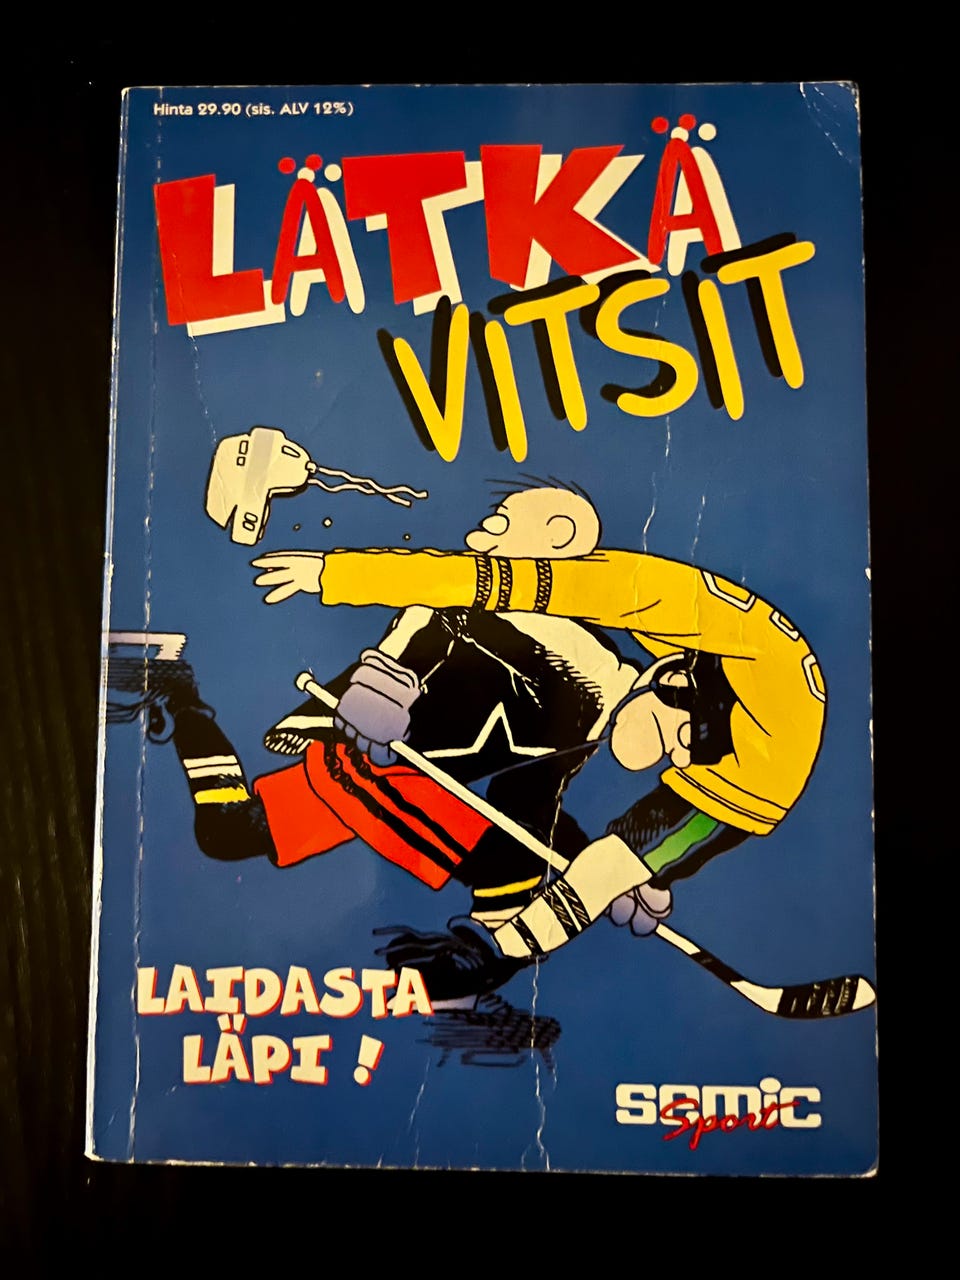 Hinta 29.90 (sis. ALV 12%)
LÄTKÄ
VITSIT
LAIDASTA
LÄPI !
semic
Sport